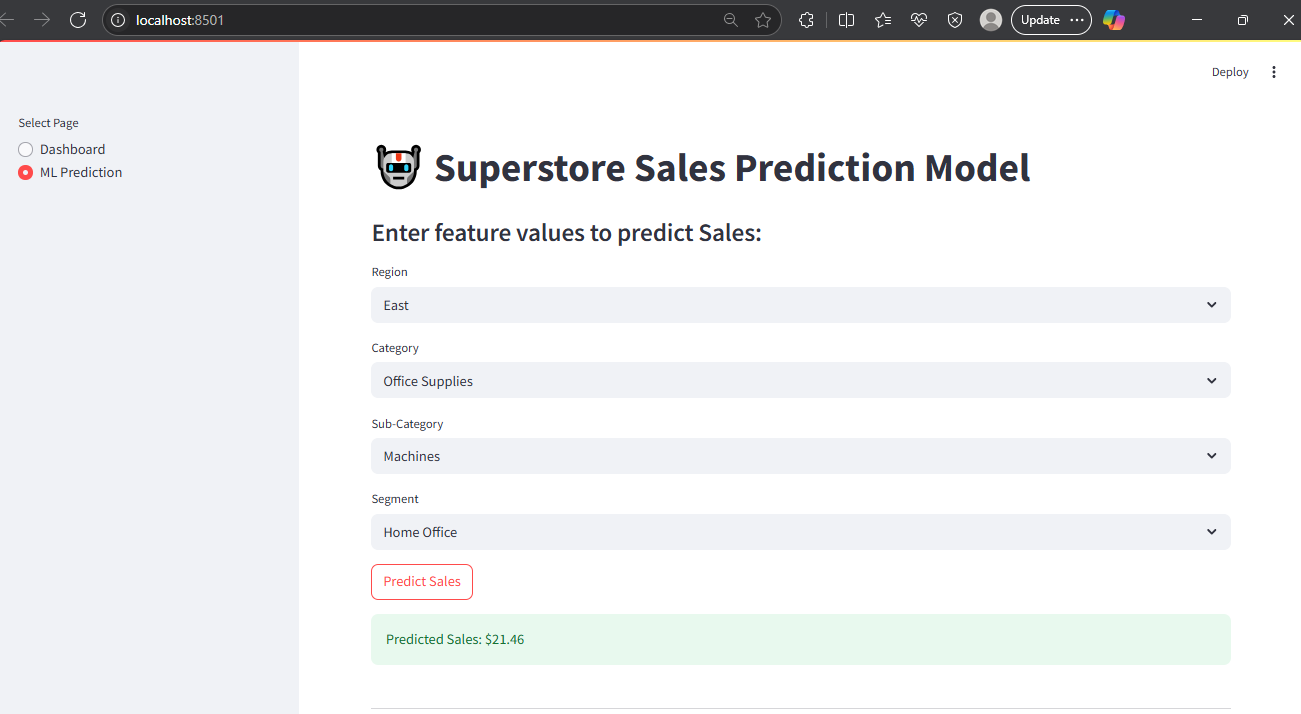 localhost:8501
Update
Deploy
Select Page
Dashboard
ML Prediction
Superstore Sales Prediction Model
Enter feature values to predict Sales:
Region
East
Category
Office Supplies
Sub-Category
Machines
Segment
Home Office
Predict Sales
Predicted Sales: $21.46